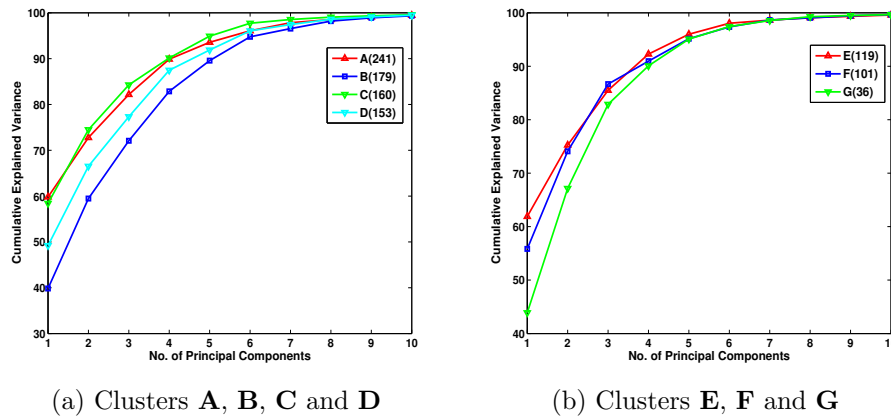 100
90
80
70
60
50
40
30
Cumulative Explained Variance
A(241)
B(179)
C(160)
D(153)
1 2 3 4 5 6 7 8 9 10
No. of Principal Components
(a) Clusters A, B, C and D
100
90
80
70
60
50
40
Cumulative Explained Variance
E(119)
F(101)
G(36)
1 2 3 4 5 6 7 8 9 1
No. of Principal Components
(b) Clusters E, F and G